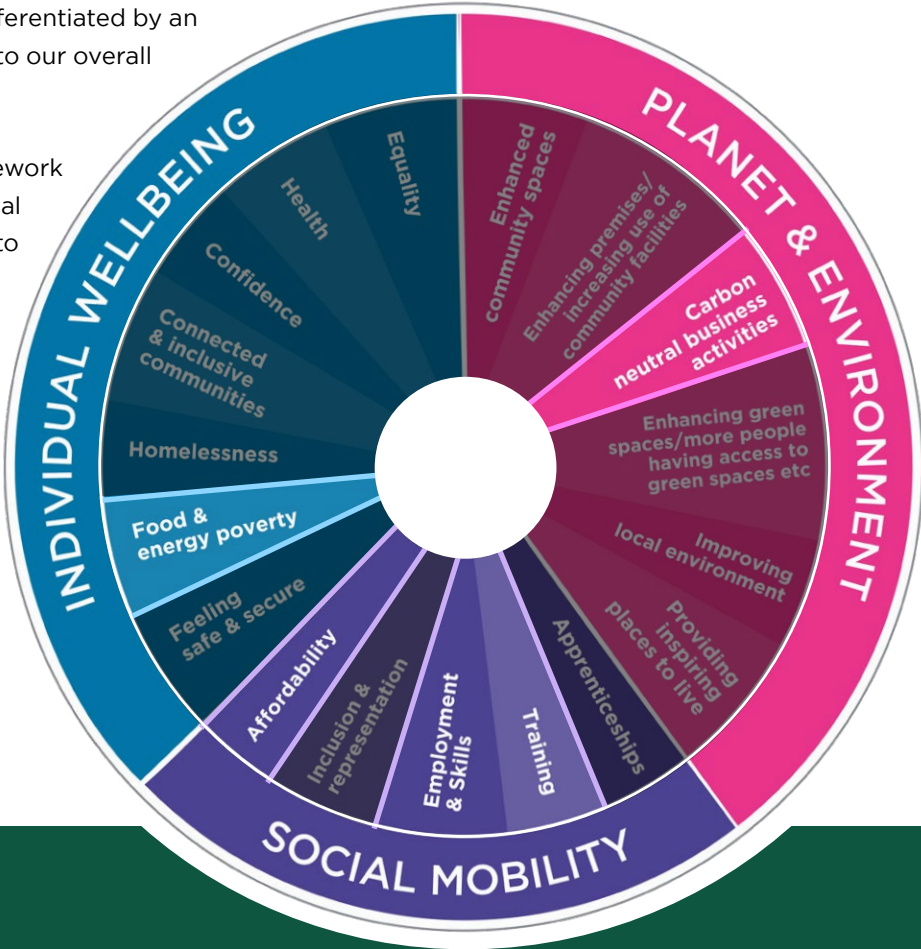 ferentiated by an
to our overall
ework
al
to
INDIVIDUAL WELLBEING
Equality
Health
Confidence
Connected
& inclusive
communities
Homelessness
Food &
energy poverty
Feeling
safe & secure
PLANET & ENVIRONMENT
Enhanced
community spaces
Enhancing premises/
increasing use of
community facilities
Carbon
neutral business
activities
Enhancing green
spaces/more people
having access to
green spaces etc
Improving
local environment
Providing
inspiring
places to live
SOCIAL MOBILITY
Affordability
Inclusion &
representation
Employment
& Skills
Training
Apprenticeships